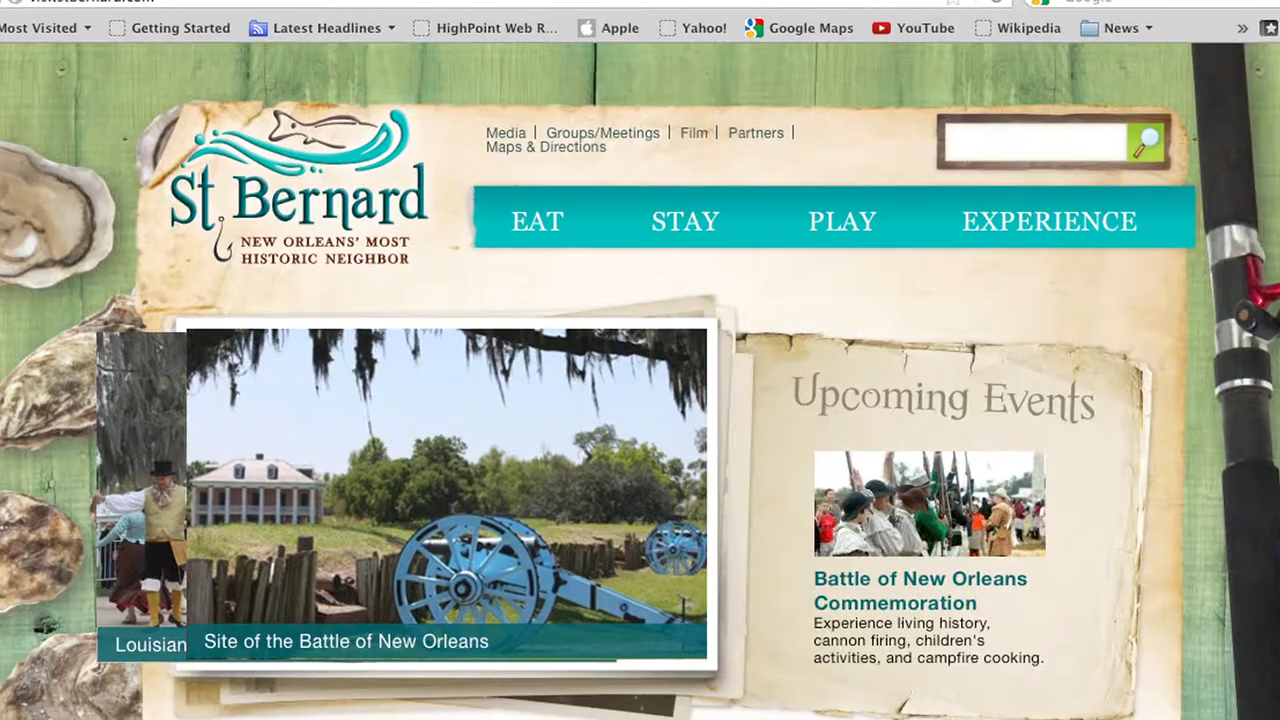 Most Visited
Getting Started
Latest Headlines
HighPoint Web R...
Apple
Yahoo!
Google Maps
YouTube
Wikipedia
News
»
Media | Groups/Meetings | Film | Partners |
Maps & Directions
St Bernard
NEW ORLEANS' MOST
HISTORIC NEIGHBOR
EAT STAY PLAY EXPERIENCE
Upcoming Events
Battle of New Orleans
Commemoration
Experience living history,
cannon firing, children's
activities, and campfire cooking.
Louisian
Site of the Battle of New Orleans